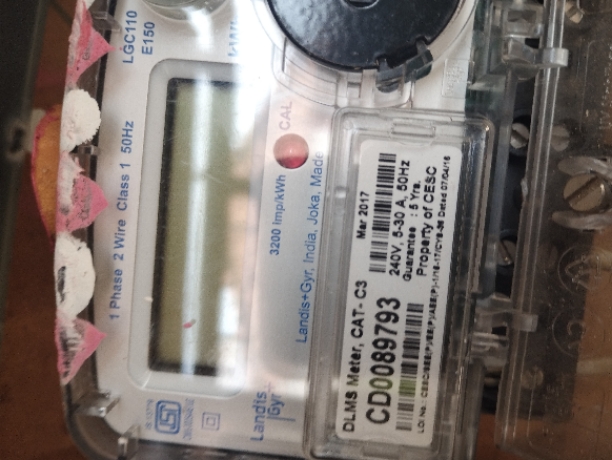 LGC110
E150
1 Phase 2 Wire Class 1 50Hz
CAL
3200 Imp/kWh
Landis+Gyr, India, Joka, Made
Landis
Gyr
Mar 2017
240V, 5-30 A, 50Hz
Guarantee : 5 Yrs.
Property of CESC
DLMS Meter, CAT- C3
CD0089793